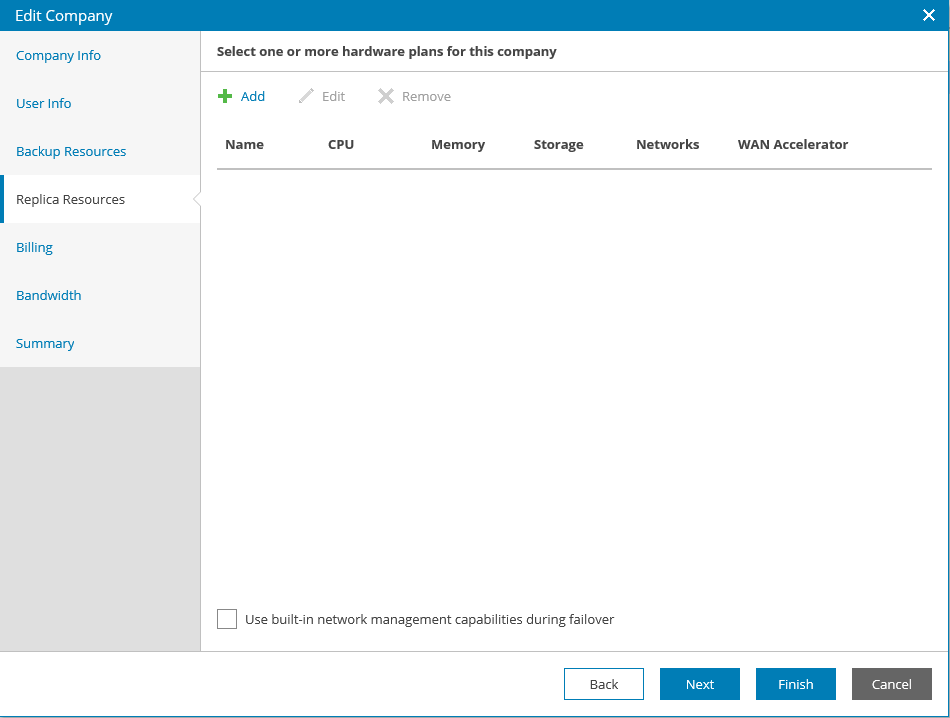 Edit Company
Company Info
User Info
Backup Resources
Replica Resources
Billing
Bandwidth
Summary
Select one or more hardware plans for this company
Add Edit Remove
Name CPU Memory Storage Networks WAN Accelerator
Use built-in network management capabilities during failover
Back Next Finish Cancel